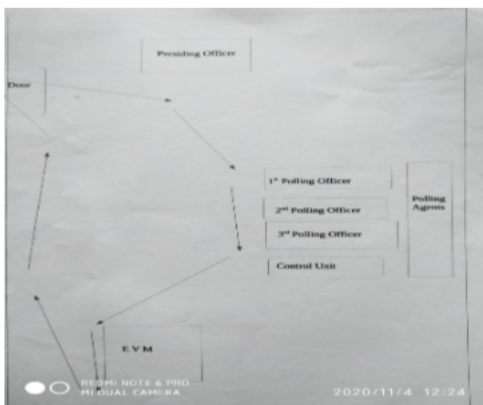 Presiding Officer
Door
1st Polling Officer
2nd Polling Officer
3rd Polling Officer
Control Unit
Polling
Agents
E V M
REDMI NOTE 6 PRO
MI DUAL CAMERA
2020/11/4 12:24